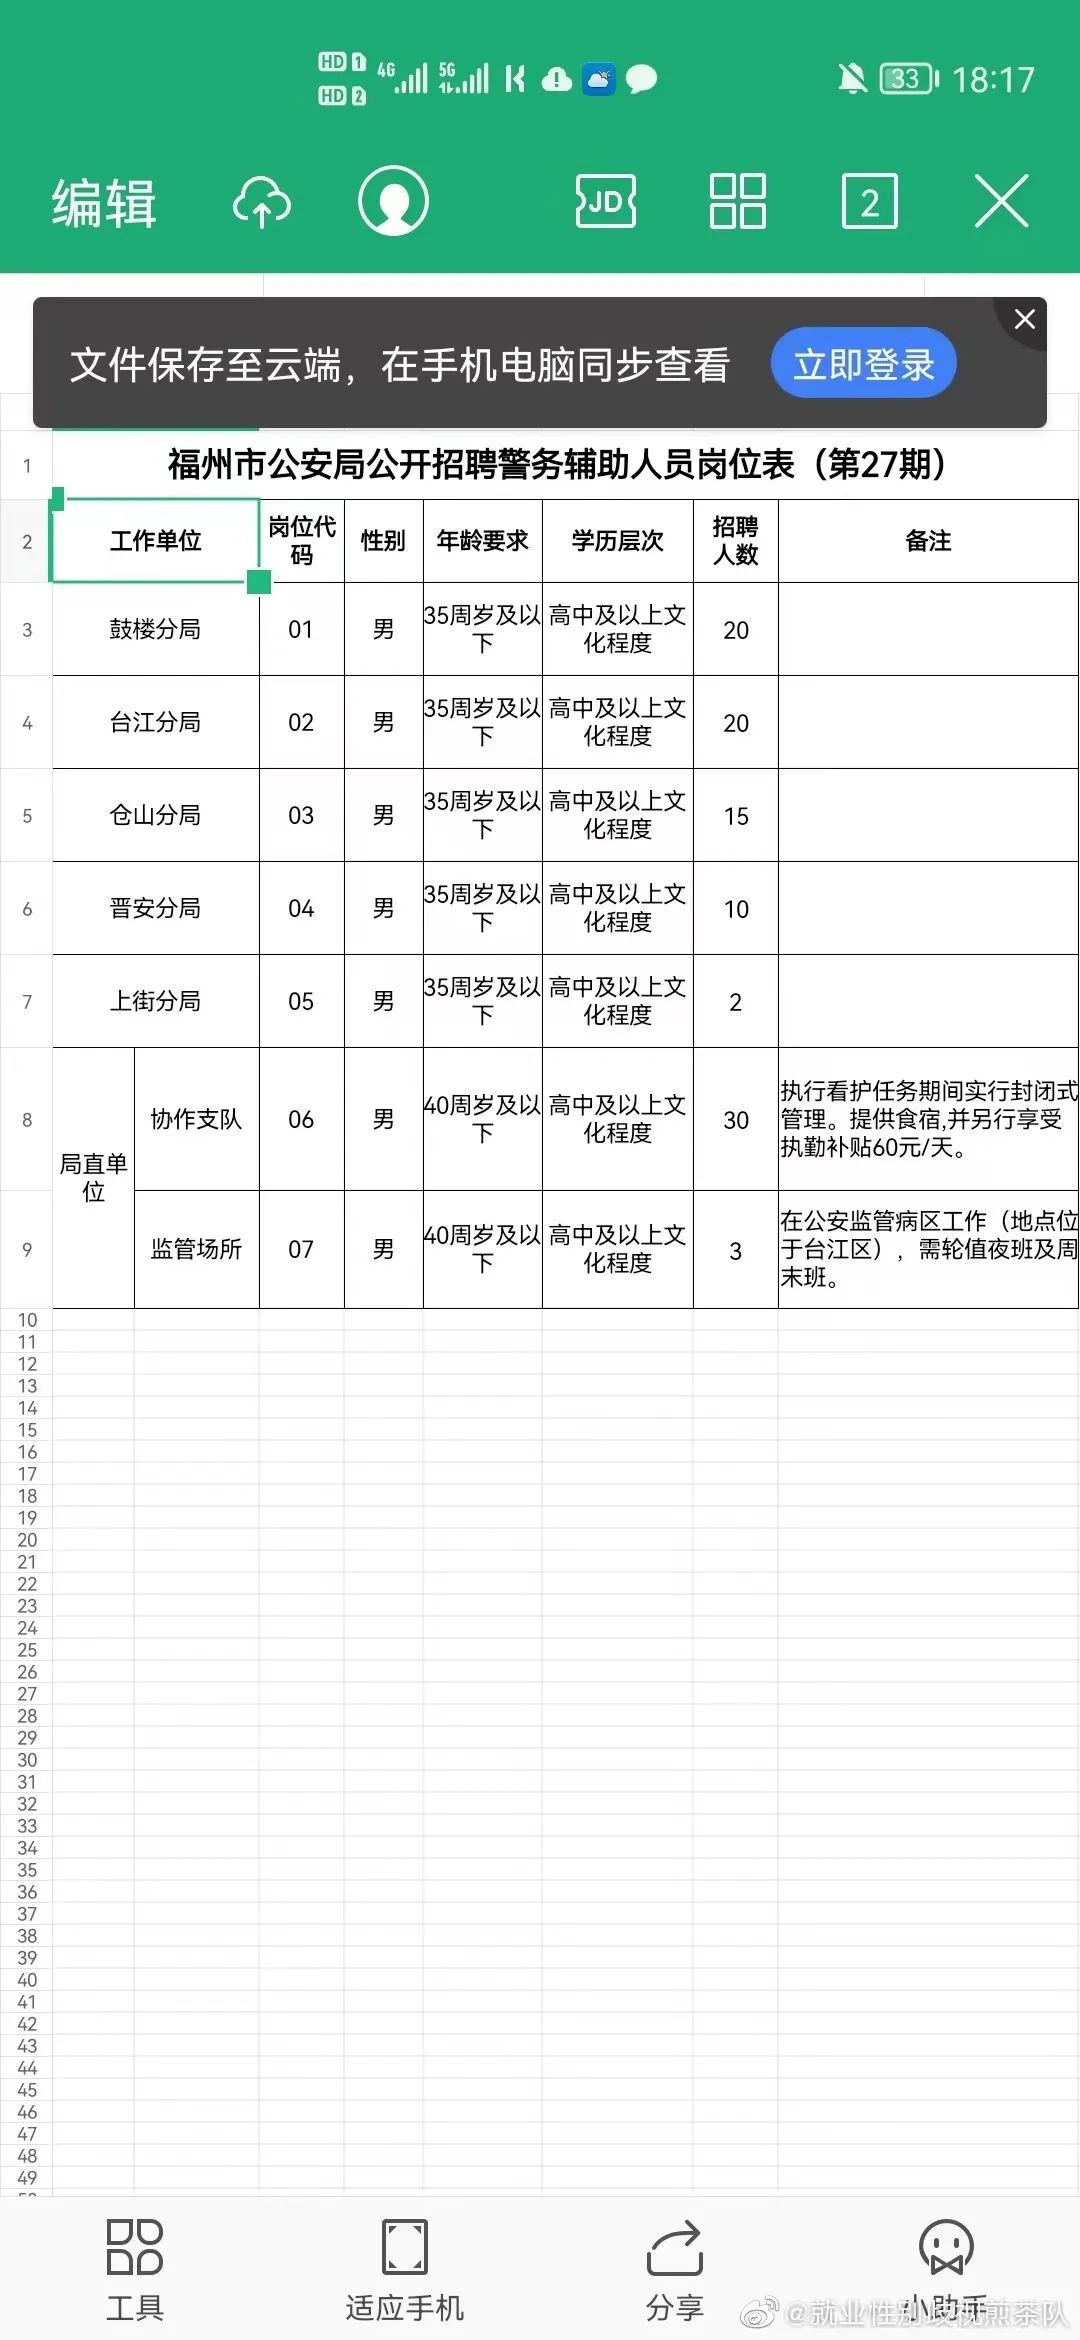 HD 1 4G 5G 33 18:17
HD 2
编辑 JD 2
文件保存至云端，在手机电脑同步查看 立即登录
1 福州市公安局公开招聘警务辅助人员岗位表（第27期）
2 工作单位 岗位代码 性别 年龄要求 学历层次 招聘人数 备注
3 鼓楼分局 01 男 35周岁及以下 高中及以上文化程度 20
4 台江分局 02 男 35周岁及以下 高中及以上文化程度 20
5 仓山分局 03 男 35周岁及以下 高中及以上文化程度 15
6 晋安分局 04 男 35周岁及以下 高中及以上文化程度 10
7 上街分局 05 男 35周岁及以下 高中及以上文化程度 2
局直单位
8 协作支队 06 男 40周岁及以下 高中及以上文化程度 30 执行看护任务期间实行封闭式管理。提供食宿,并另行享受执勤补贴60元/天。
9 监管场所 07 男 40周岁及以下 高中及以上文化程度 3 在公安监管病区工作（地点位于台江区），需轮值夜班及周末班。
10
11
12
13
14
15
16
17
18
19
20
21
22
23
24
25
26
27
28
29
30
31
32
33
34
35
36
37
38
39
40
41
42
43
44
45
46
47
48
49
工具 适应手机 分享 小助手
@就业性别歧视煎茶队